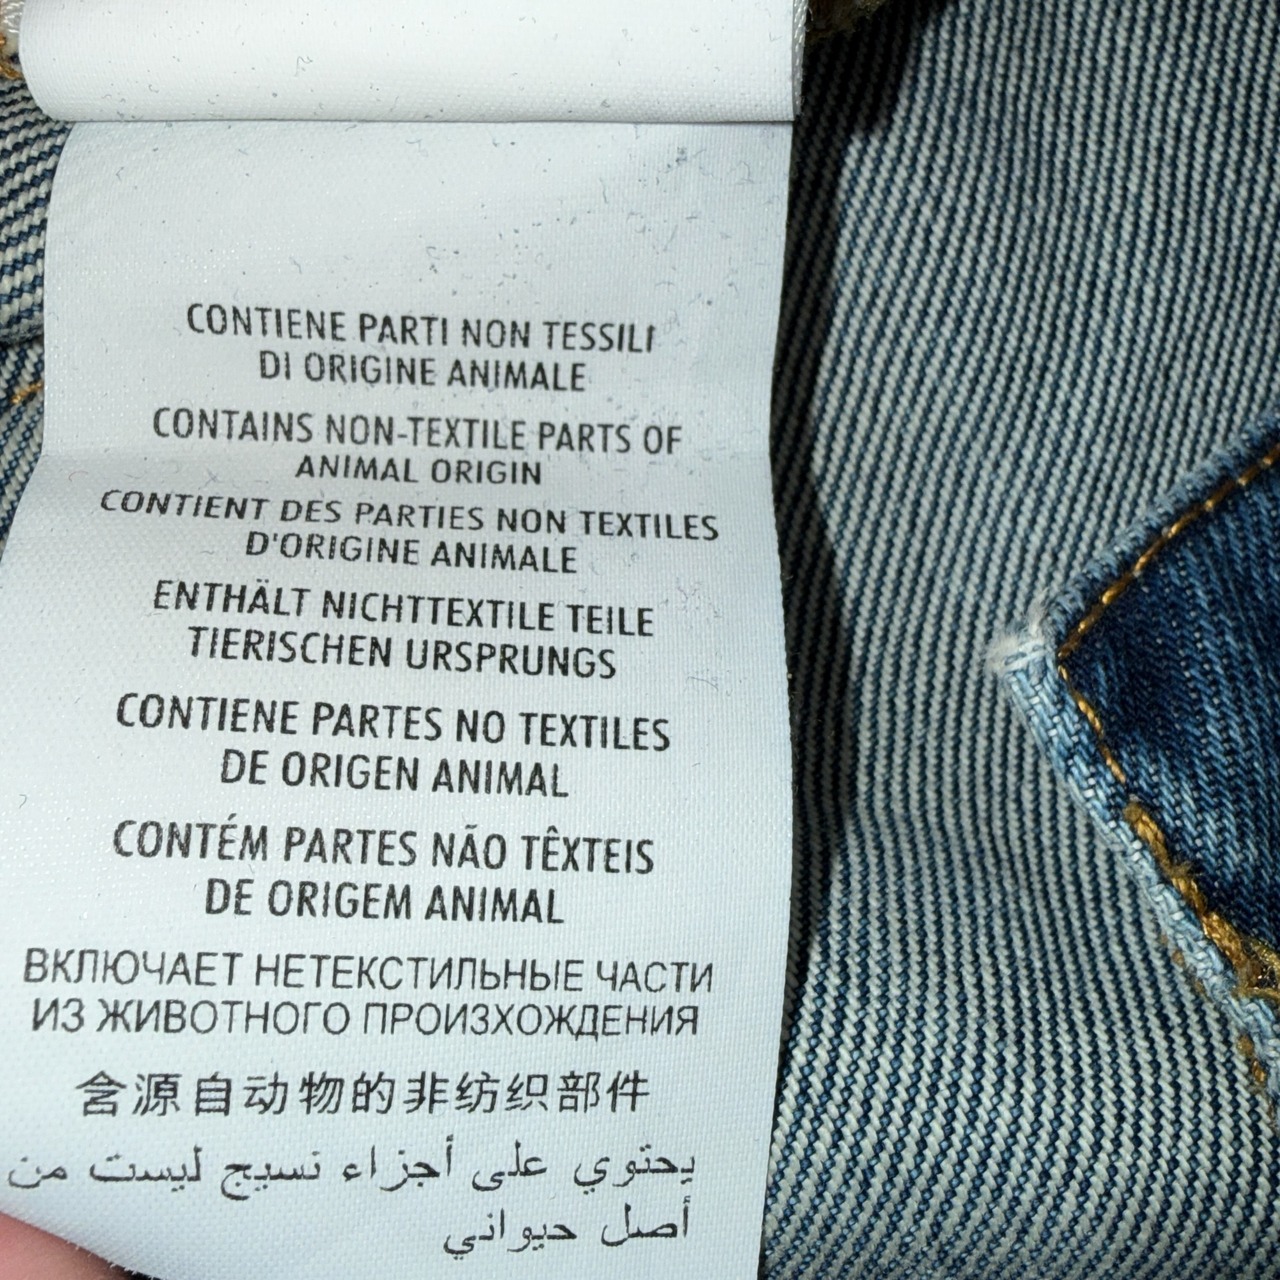 CONTIENE PARTI NON TESSILI
DI ORIGINE ANIMALE
CONTAINS NON-TEXTILE PARTS OF
ANIMAL ORIGIN
CONTIENT DES PARTIES NON TEXTILES
D'ORIGINE ANIMALE
ENTHÄLT NICHTTEXTILE TEILE
TIERISCHEN URSPRUNGS
CONTIENE PARTES NO TEXTILES
DE ORIGEN ANIMAL
CONTÉM PARTES NÃO TÊXTEIS
DE ORIGEM ANIMAL
ВКЛЮЧАЕТ НЕТЕКСТИЛЬНЫЕ ЧАСТИ
ИЗ ЖИВОТНОГО ПРОИЗХОЖДЕНИЯ
含源自动物的非纺织部件
يحتوي على أجزاء نسيج ليست من
أصل حيواني